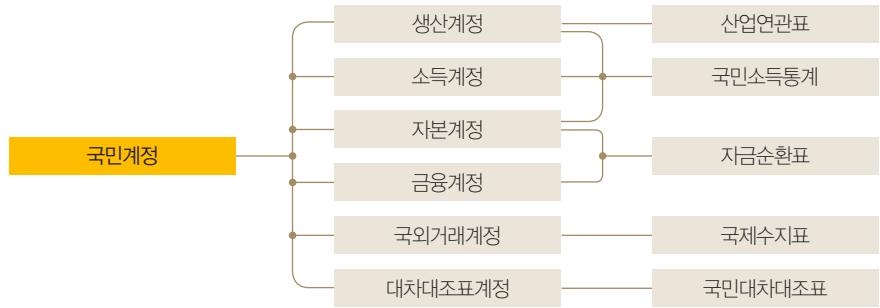 생산계정
산업연관표
소득계정
국민소득통계
자본계정
국민계정
자금순환표
금융계정
국외거래계정
국제수지표
대차대조표계정
국민대차대조표